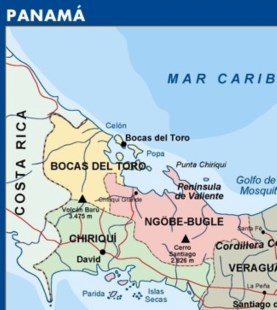 PANAMÁ
MAR CARIB
COSTA RICA
Celón
Bocas del Toro
BOCAS DEL TORO
Popa
Punta Chiriquí
Golfo de
Mosquit
Península
de Valiente
Chiriquí Grande
Volcán Barú
3.475 m
NGÖBE-BUGLE
Santa Fé
CHIRIQUÍ
Cerro
Santiago
2.826 m
Cordillera Ce
David
VERAGUA
La Peña
Parida
Islas
Secas
Santiago d